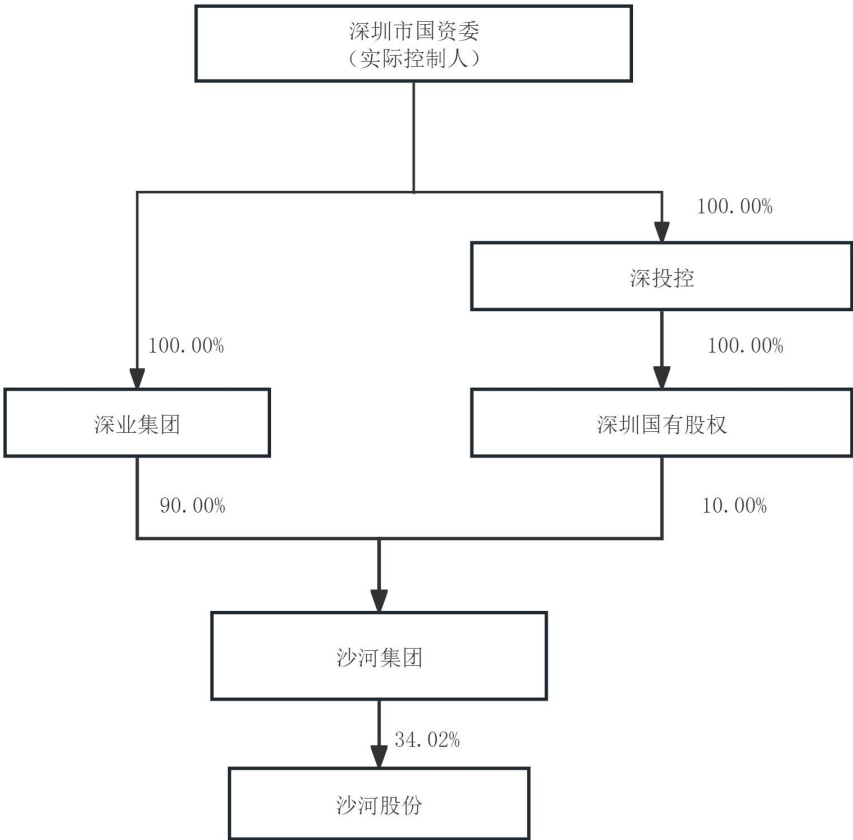 深圳市国资委
（实际控制人）
100.00%
深投控
100.00%
100.00%
深业集团
深圳国有股权
90.00%
10.00%
沙河集团
34.02%
沙河股份